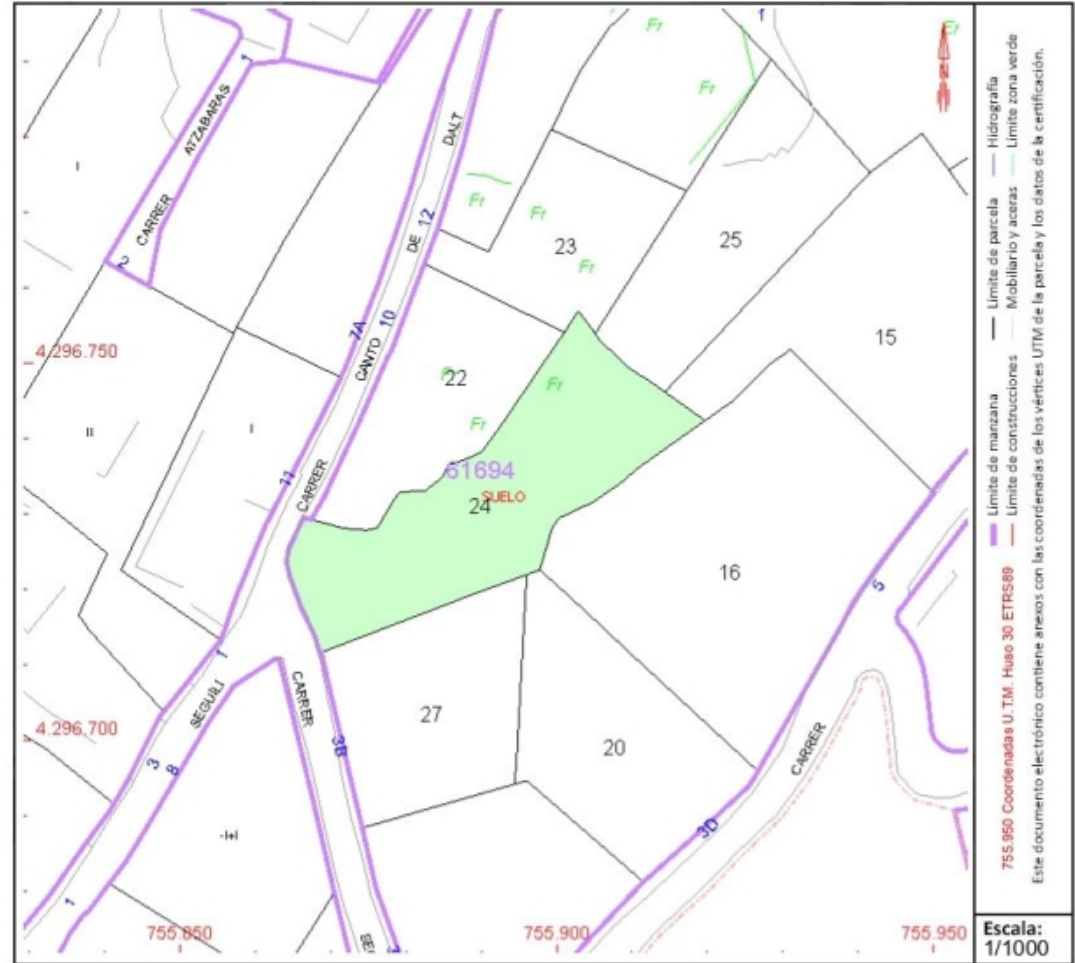 1
Fr
Er
1
Fr
CARRER ATZABARAS
DALT
I
Fr
Fr
12
DE
CARRER
23
25
2
Fr
7A
10
15
4.296.750
CANTO
22
Fr
Fr
Fr
II
I
61694
11
CARRER
SUELO
24
16
5
1
CARRER
SEGUILI
27
4.296.700
3B
20
CARRER
3
8
3D
-I+I
1
755.850
755.900
755.950
Límite de manzana
Límite de parcela
Hidrografía
Límite de construcciones
Mobiliario y aceras
Límite zona verde
755.950 Coordenadas U.T.M. Huso 30 ETRS89
Este documento electrónico contiene anexos con las coordenadas de los vértices UTM de la parcela y los datos de la certificación.
Escala:
1/1000